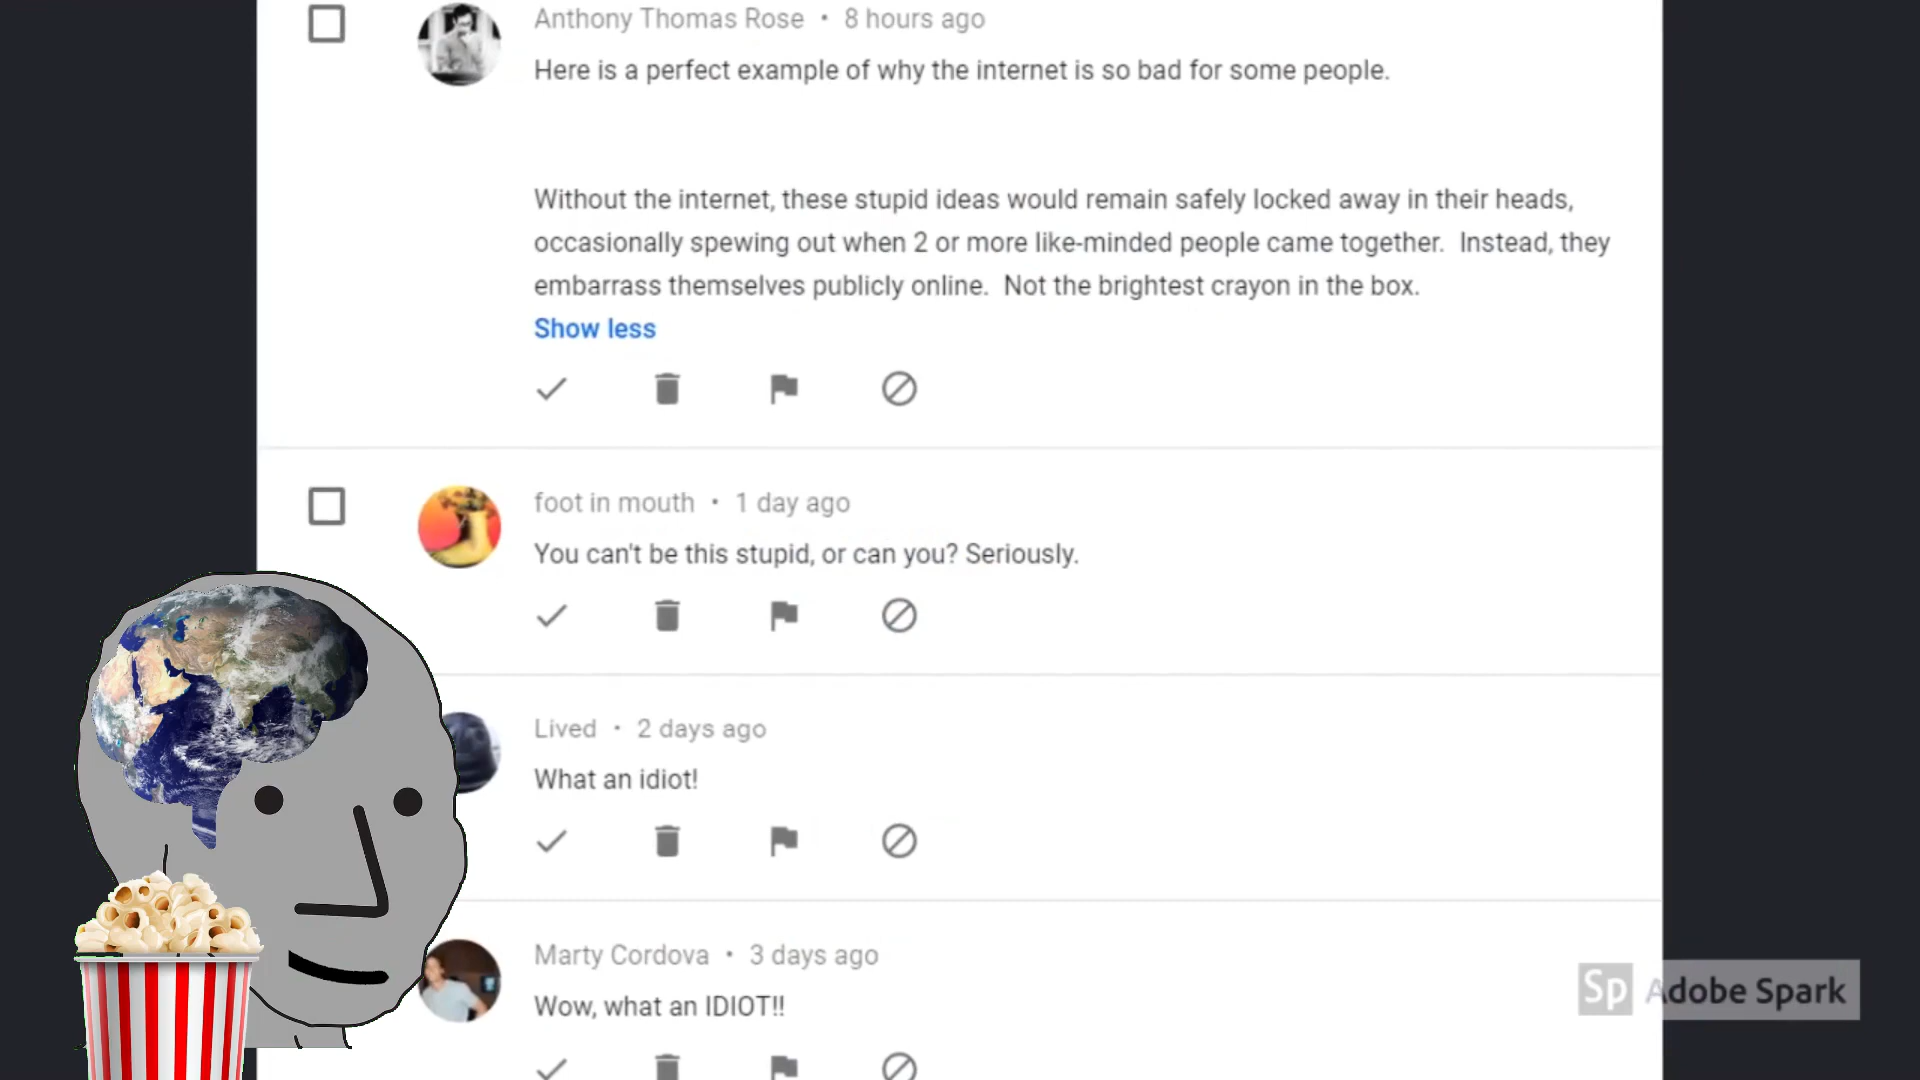 Anthony Thomas Rose • 8 hours ago
Here is a perfect example of why the internet is so bad for some people.
Without the internet, these stupid ideas would remain safely locked away in their heads,
occasionally spewing out when 2 or more like-minded people came together.  Instead, they
embarrass themselves publicly online.  Not the brightest crayon in the box.
Show less
foot in mouth • 1 day ago
You can't be this stupid, or can you? Seriously.
Lived • 2 days ago
What an idiot!
Marty Cordova • 3 days ago
Wow, what an IDIOT!!
Sp Adobe Spark